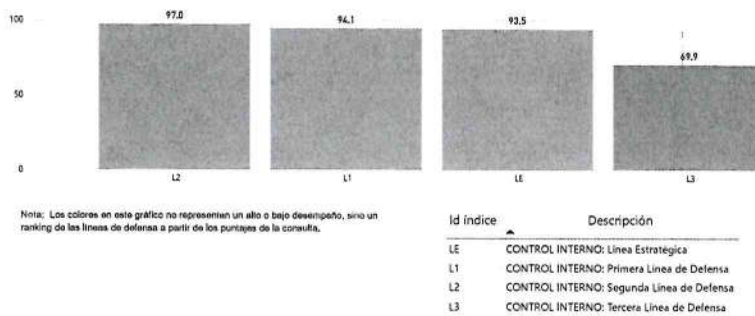 100
97.0
94.1
93.5
69.9
50
0
L2
L1
LE
L3
Nota: Los colores en este gráfico no representan un alto o bajo desempeño, sino un
ranking de las líneas de defensa a partir de los puntajes de la consulta.
Id índice Descripción
LE CONTROL INTERNO: Línea Estratégica
L1 CONTROL INTERNO: Primera Línea de Defensa
L2 CONTROL INTERNO: Segunda Línea de Defensa
L3 CONTROL INTERNO: Tercera Línea de Defensa